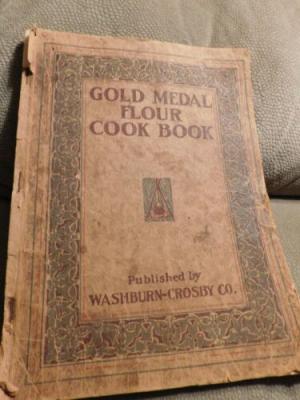 GOLD MEDAL
FLOUR
COOK BOOK
Published by
WASHBURN-CROSBY CO.